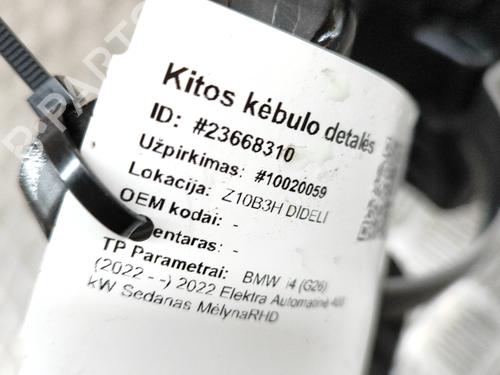 Kitos kėbulo detalės
ID: #23668310
Užpirkimas: #10020059
Lokacija: Z10B3H DIDELI
OEM kodai: -
entaras: -
TP Parametrai: BMW i4 (G26)
(2022 - -) 2022 Elektra Automatinė 400
kW Sedanas MėlynaRHD